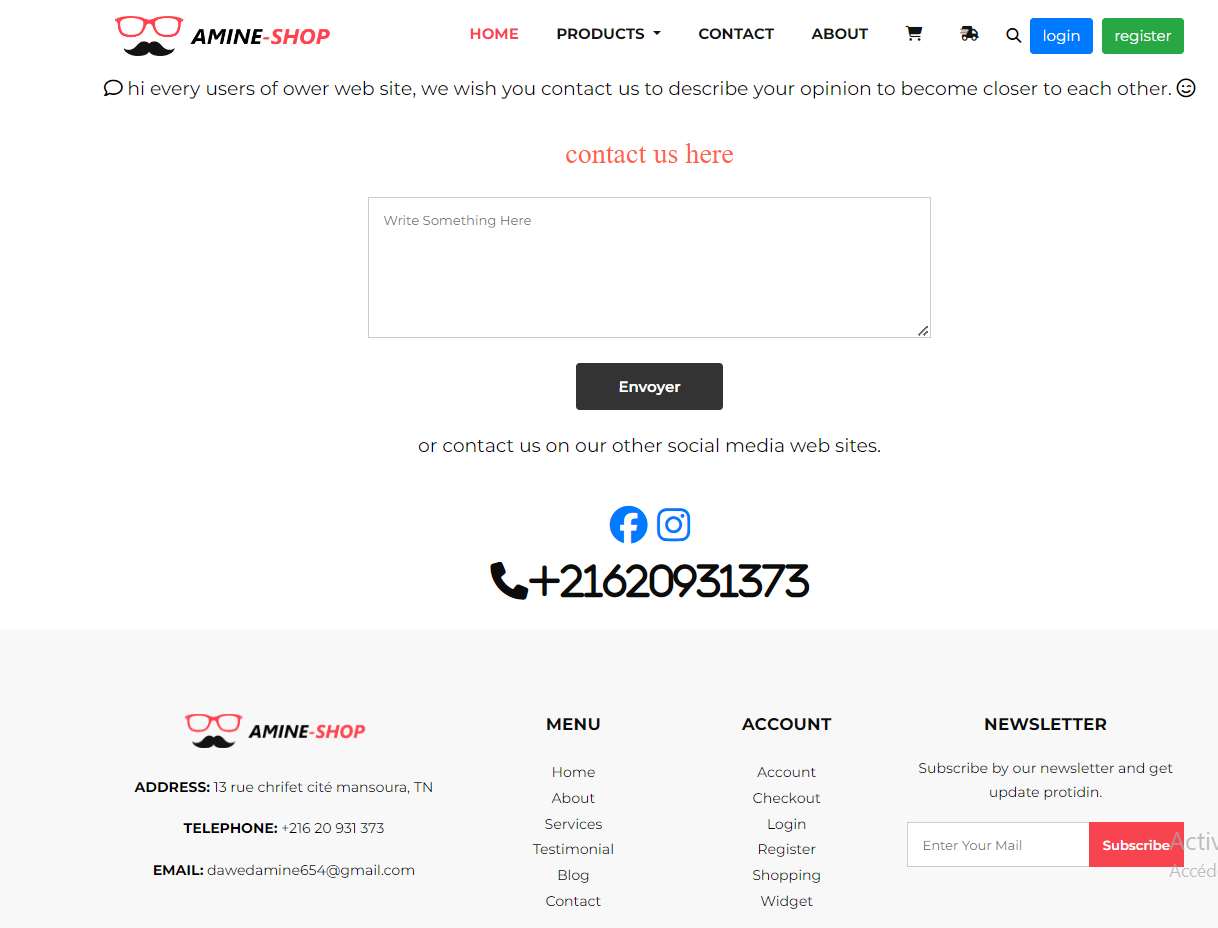 AMINE-SHOP HOME PRODUCTS CONTACT ABOUT login register
hi every users of ower web site, we wish you contact us to describe your opinion to become closer to each other.
contact us here
Write Something Here
Envoyer
or contact us on our other social media web sites.
+21620931373
AMINE-SHOP
ADDRESS: 13 rue chrifet cité mansoura, TN
TELEPHONE: +216 20 931 373
EMAIL: dawedamine654@gmail.com
MENU
Home
About
Services
Testimonial
Blog
Contact
ACCOUNT
Account
Checkout
Login
Register
Shopping
Widget
NEWSLETTER
Subscribe by our newsletter and get
update protidin.
Enter Your Mail Subscribe
Activ
Accéd